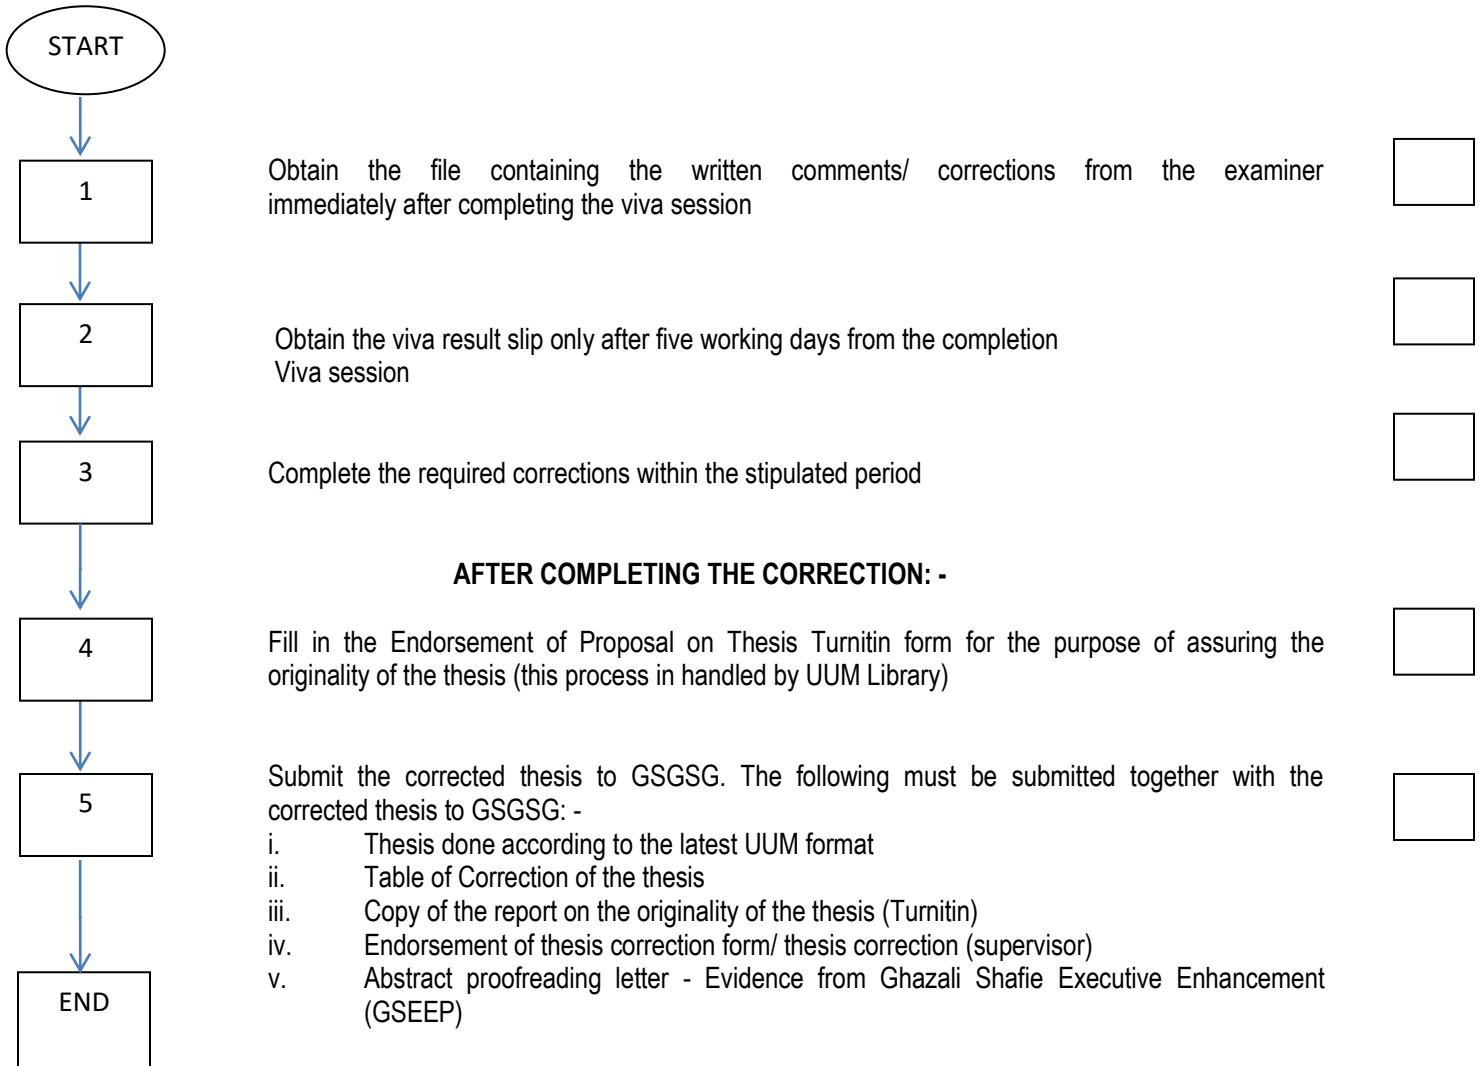 START
1
Obtain the file containing the written comments/ corrections from the examiner
immediately after completing the viva session
2
Obtain the viva result slip only after five working days from the completion
Viva session
3
Complete the required corrections within the stipulated period
AFTER COMPLETING THE CORRECTION: -
4
Fill in the Endorsement of Proposal on Thesis Turnitin form for the purpose of assuring the
originality of the thesis (this process in handled by UUM Library)
5
Submit the corrected thesis to GSGSG. The following must be submitted together with the
corrected thesis to GSGSG: -
i. Thesis done according to the latest UUM format
ii. Table of Correction of the thesis
iii. Copy of the report on the originality of the thesis (Turnitin)
iv. Endorsement of thesis correction form/ thesis correction (supervisor)
v. Abstract proofreading letter - Evidence from Ghazali Shafie Executive Enhancement
(GSEEP)
END